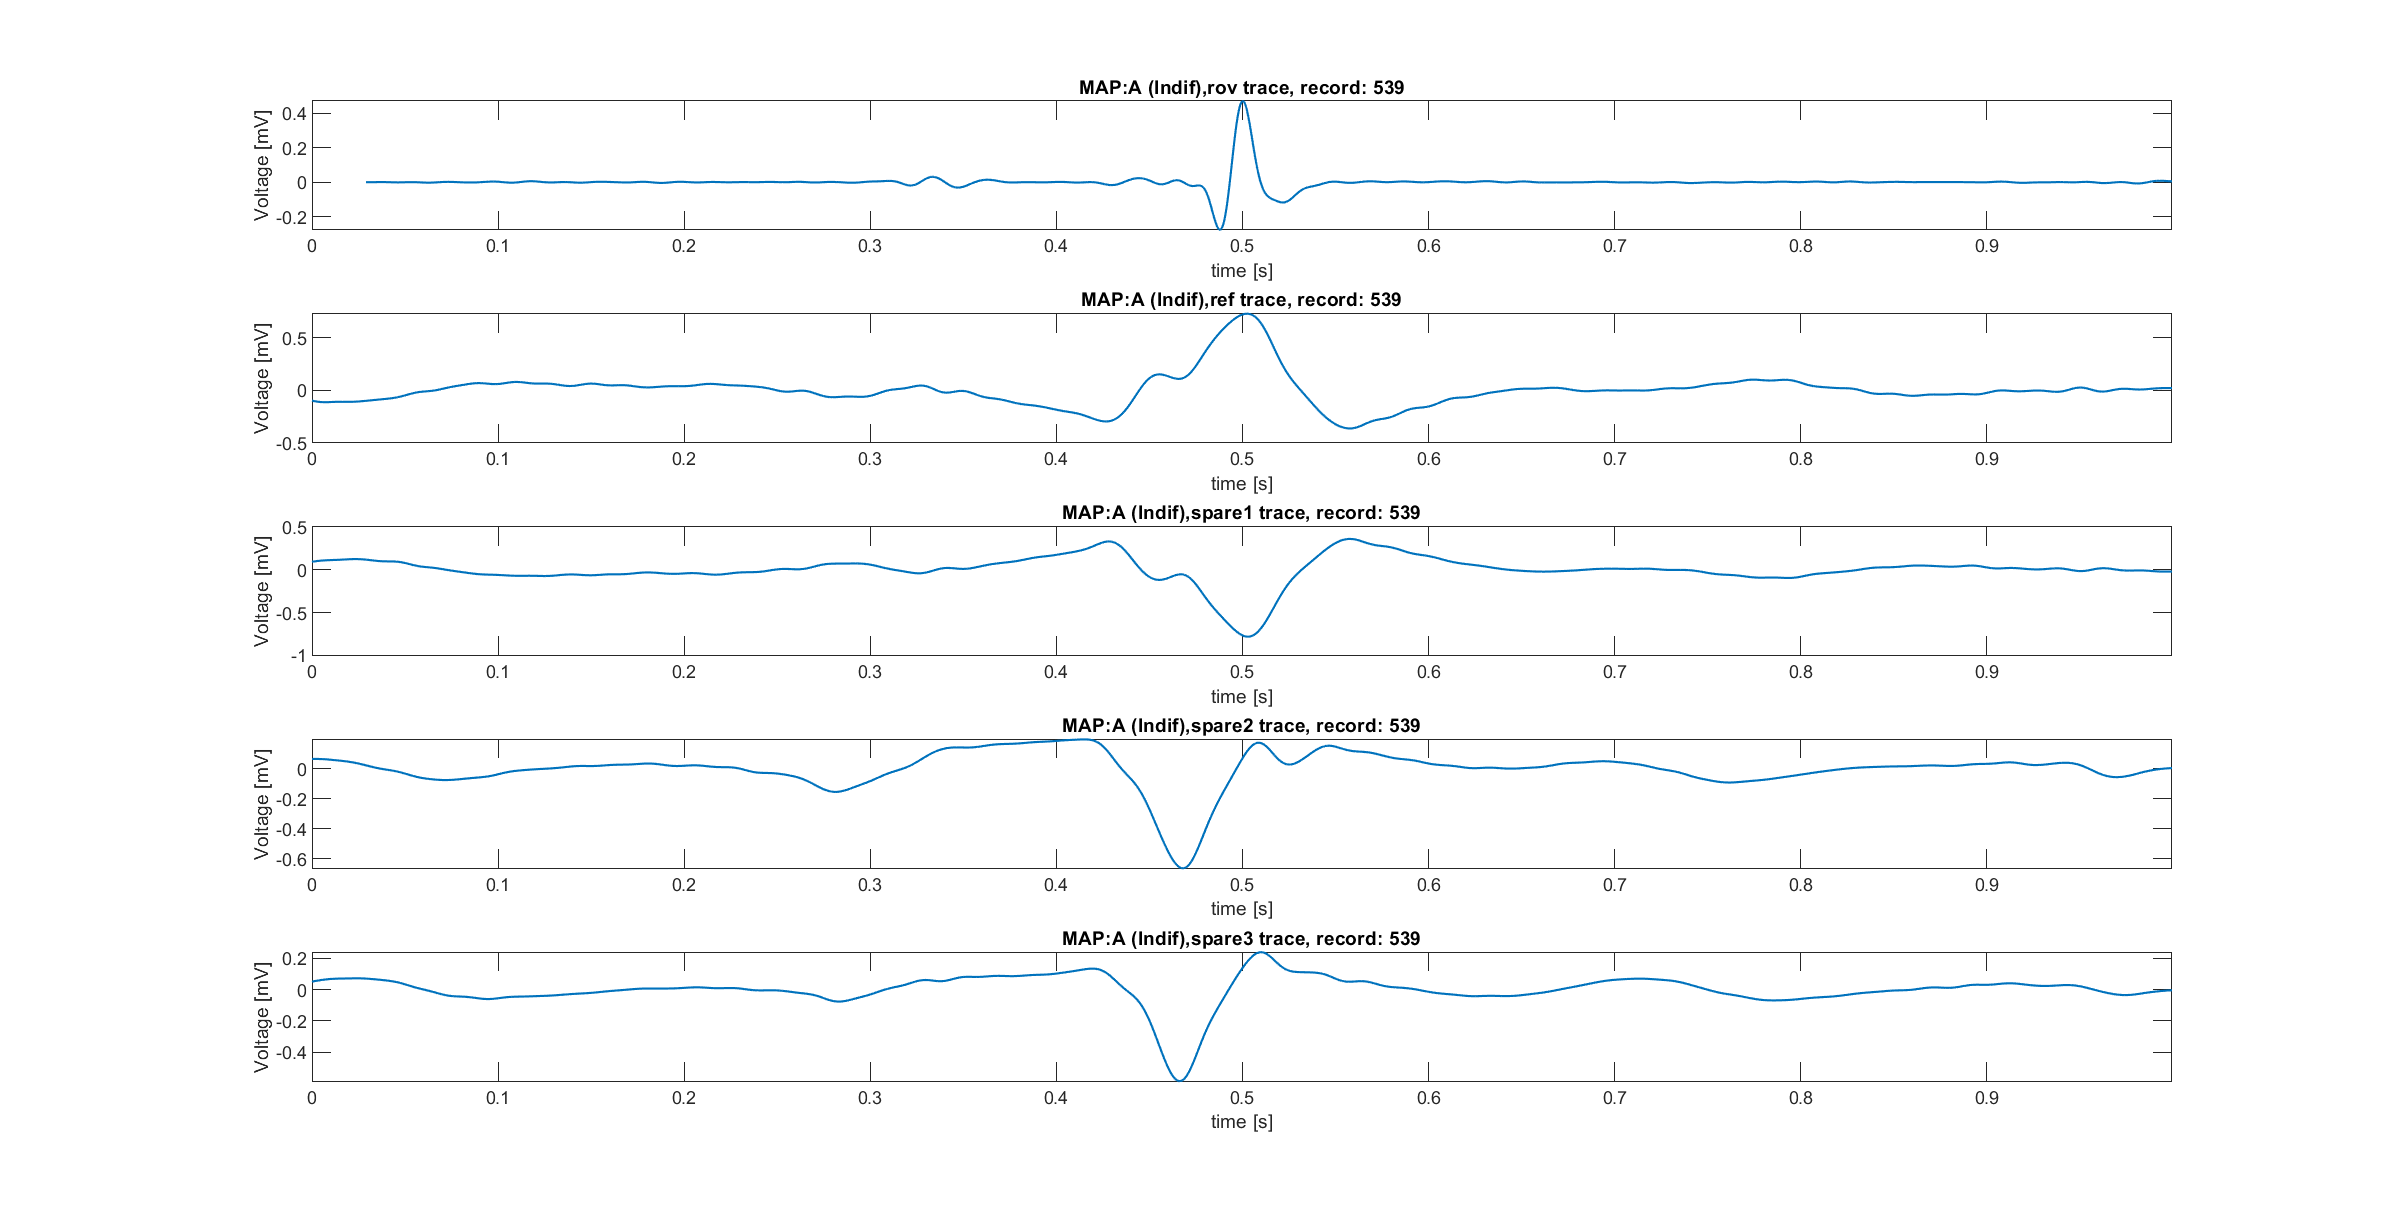 MAP:A (Indif),rov trace, record: 539
Voltage [mV]
0.4
0.2
0
-0.2
0 0.1 0.2 0.3 0.4 0.5 0.6 0.7 0.8 0.9
time [s]
MAP:A (Indif),ref trace, record: 539
Voltage [mV]
0.5
0
-0.5
0 0.1 0.2 0.3 0.4 0.5 0.6 0.7 0.8 0.9
time [s]
MAP:A (Indif),spare1 trace, record: 539
Voltage [mV]
0.5
0
-0.5
-1
0 0.1 0.2 0.3 0.4 0.5 0.6 0.7 0.8 0.9
time [s]
MAP:A (Indif),spare2 trace, record: 539
Voltage [mV]
0
-0.2
-0.4
-0.6
0 0.1 0.2 0.3 0.4 0.5 0.6 0.7 0.8 0.9
time [s]
MAP:A (Indif),spare3 trace, record: 539
Voltage [mV]
0.2
0
-0.2
-0.4
0 0.1 0.2 0.3 0.4 0.5 0.6 0.7 0.8 0.9
time [s]